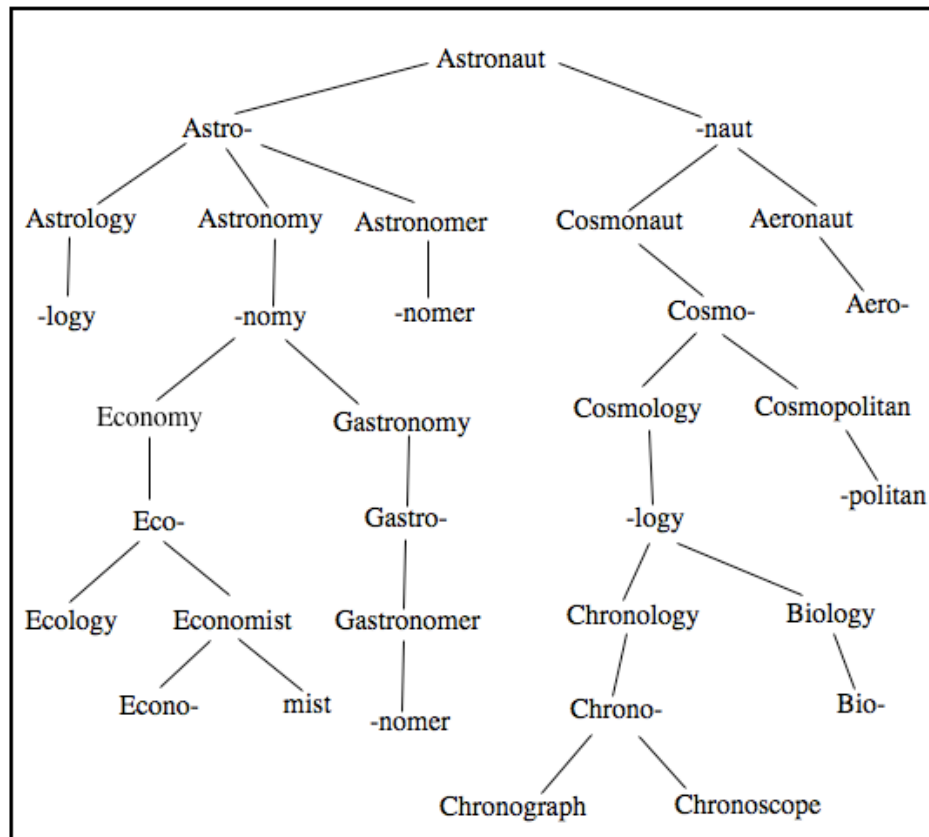 Astronaut
Astro- -naut
Astrology Astronomy Astronomer Cosmonaut Aeronaut
-logy -nomy -nomer Cosmo- Aero-
Economy Gastronomy Cosmology Cosmopolitan
Eco- Gastro- -logy -politan
Ecology Economist Gastronomer Chronology Biology
Econo- mist -nomer Chrono- Bio-
Chronograph Chronoscope